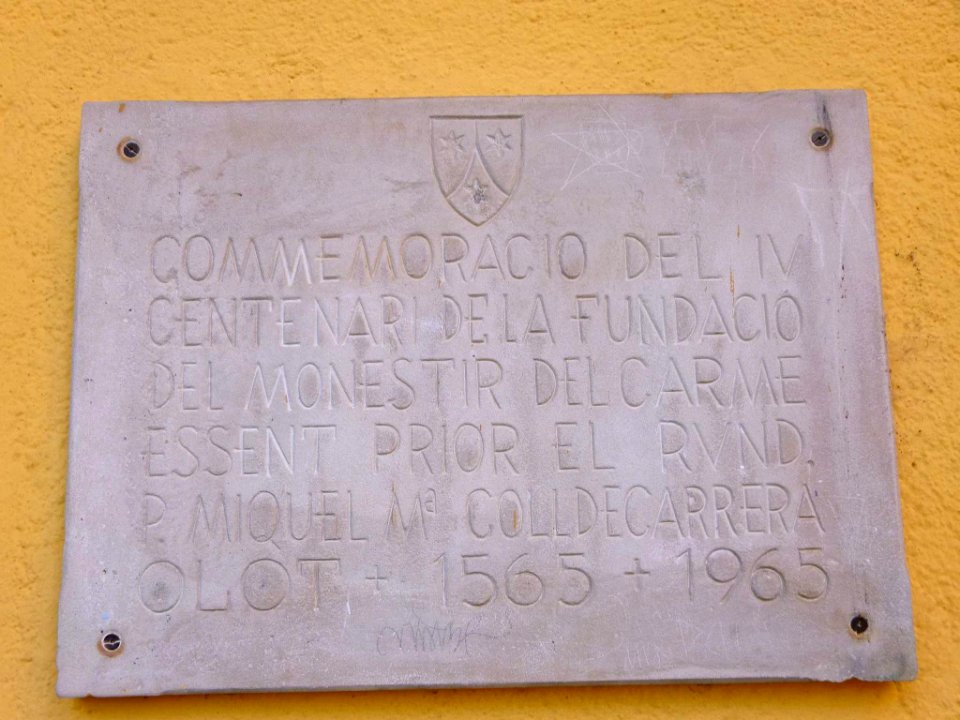 COMMEMORACIO DEL IV
CENTENARI DE LA FUNDACIO
DEL MONESTIR DEL CARME
ESSENT PRIOR EL RVND.
P. MIQUEL Mª COLLDECARRERA
OLOT + 1565 + 1965